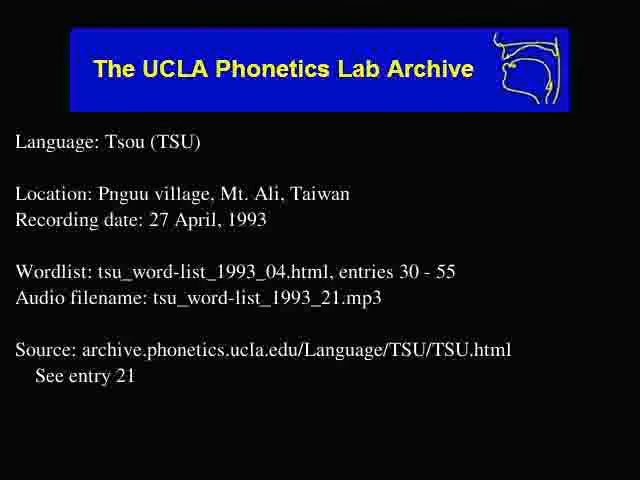 The UCLA Phonetics Lab Archive
Language: Tsou (TSU)
Location: Pnguu village, Mt. Ali, Taiwan
Recording date: 27 April, 1993
Wordlist: tsu_word-list_1993_04.html, entries 30 - 55
Audio filename: tsu_word-list_1993_21.mp3
Source: archive.phonetics.ucla.edu/Language/TSU/TSU.html
See entry 21